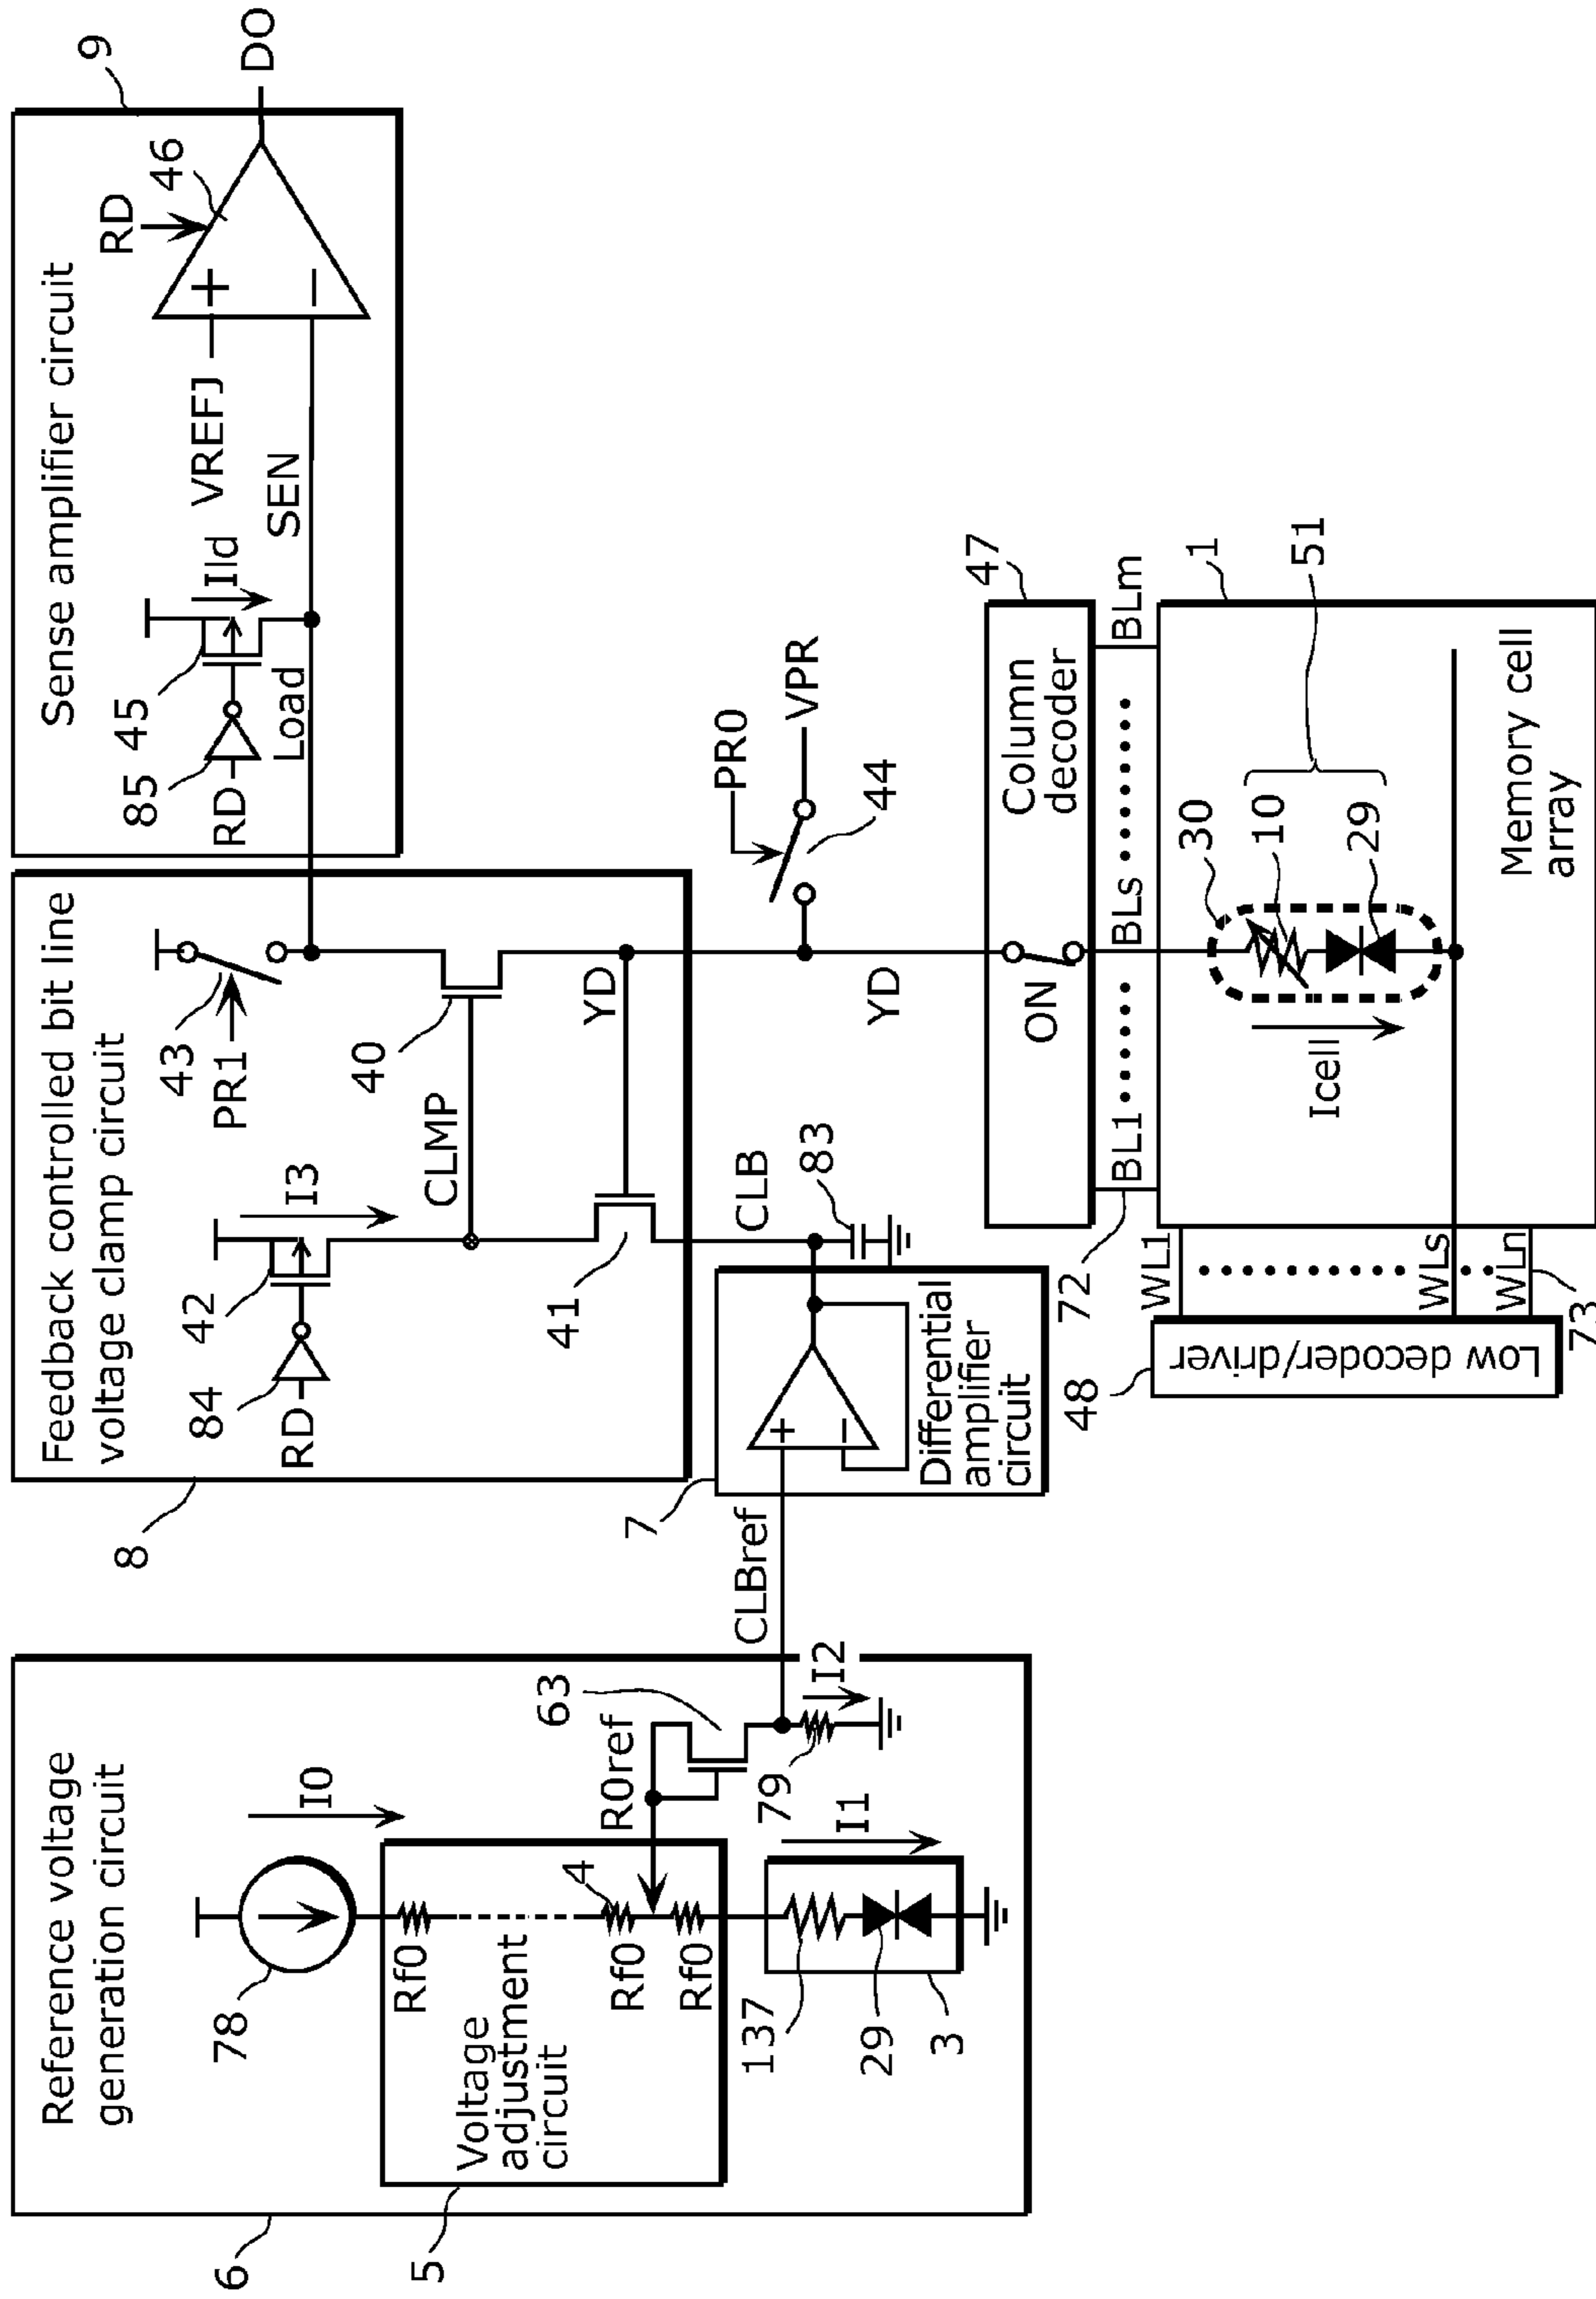 Reference voltage
generation circuit
6
78
I0
Rf0
Voltage
adjustment
circuit
5
4
Rf0
Rf0
R0ref
63
137
29
3
I1
79
I2
CLBref
Feedback controlled bit line
voltage clamp circuit
8
84
RD
42
I3
43
PR1
CLMP
40
41
YD
7
Differential
amplifier
circuit
CLB
83
Sense amplifier circuit
9
85
RD
45
Load
Ild
VREFJ
SEN
RD
46
DO
PR0
VPR
44
YD
47
ON
Column
decoder
72
BL1
BLs
BLm
48
Low decoder/driver
WL1
WLs
WLn
73
1
30
10
29
51
Icell
Memory cell
array